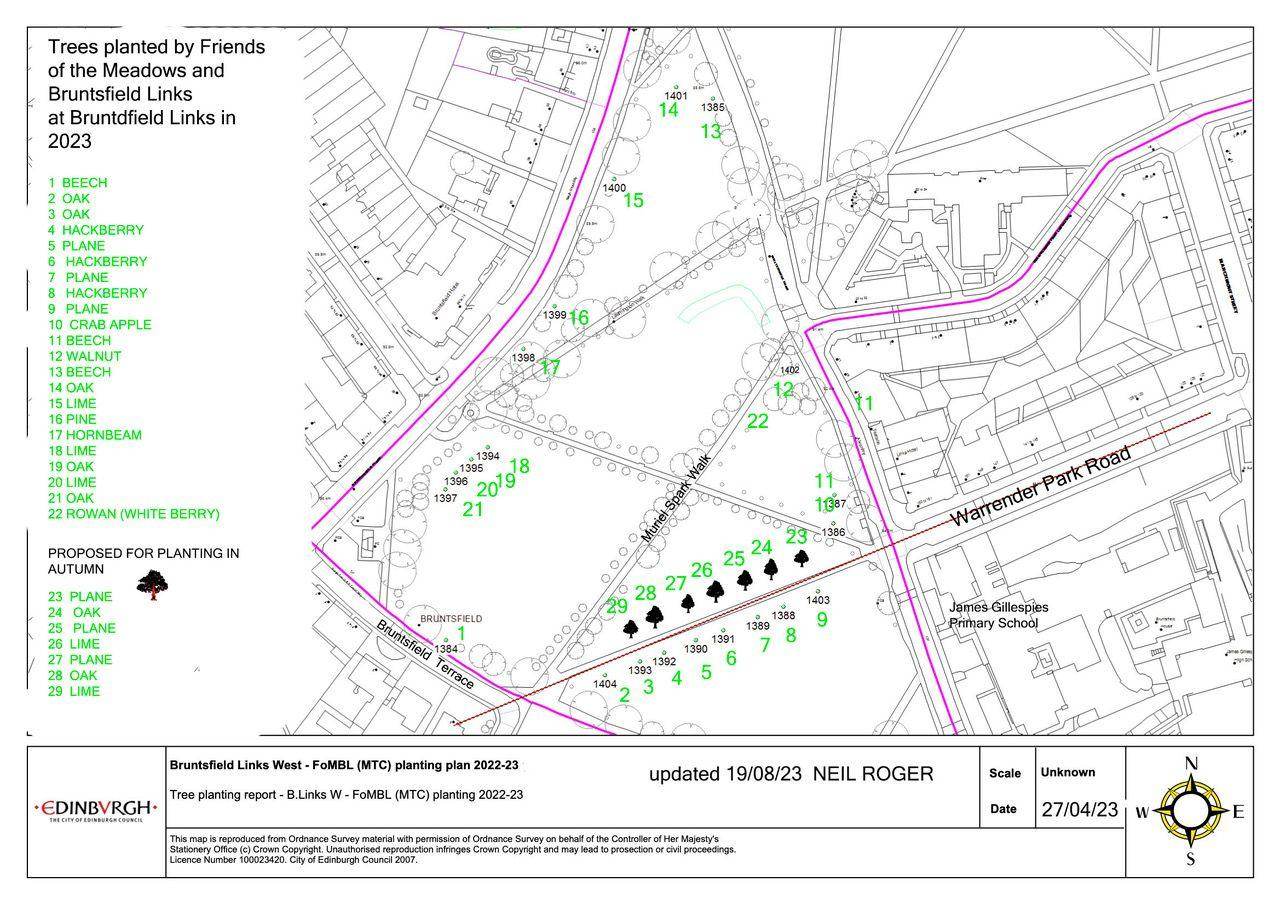 Trees planted by Friends
of the Meadows and
Bruntsfield Links
at Bruntdfield Links in
2023
1 BEECH
2 OAK
3 OAK
4 HACKBERRY
5 PLANE
6 HACKBERRY
7 PLANE
8 HACKBERRY
9 PLANE
10 CRAB APPLE
11 BEECH
12 WALNUT
13 BEECH
14 OAK
15 LIME
16 PINE
17 HORNBEAM
18 LIME
19 OAK
20 LIME
21 OAK
22 ROWAN (WHITE BERRY)
PROPOSED FOR PLANTING IN
AUTUMN
23 PLANE
24 OAK
25 PLANE
26 LIME
27 PLANE
28 OAK
29 LIME
1401
14
1385
13
1400
15
1399
16
1398
17
1402
12
11
22
1394
18
1395
19
1396
20
1397
21
Muriel Spark Walk
11
1387
1386
Warrender Park Road
23
24
25
26
27
28
29
1403
9
1388
8
1389
7
1391
6
1390
5
1392
4
1393
3
1404
2
BRUNTSFIELD
1
1384
Bruntsfield Terrace
James Gillespies
Primary School
Bruntsfield Links West - FoMBL (MTC) planting plan 2022-23
Tree planting report - B.Links W - FoMBL (MTC) planting 2022-23
updated 19/08/23 NEIL ROGER
Scale
Unknown
Date
27/04/23
N
W
E
S
EDINBVRGH
THE CITY OF EDINBURGH COUNCIL
This map is reproduced from Ordnance Survey material with permission of Ordnance Survey on behalf of the Controller of Her Majesty's
Stationery Office (c) Crown Copyright. Unauthorised reproduction infringes Crown Copyright and may lead to prosection or civil proceedings.
Licence Number 100023420. City of Edinburgh Council 2007.